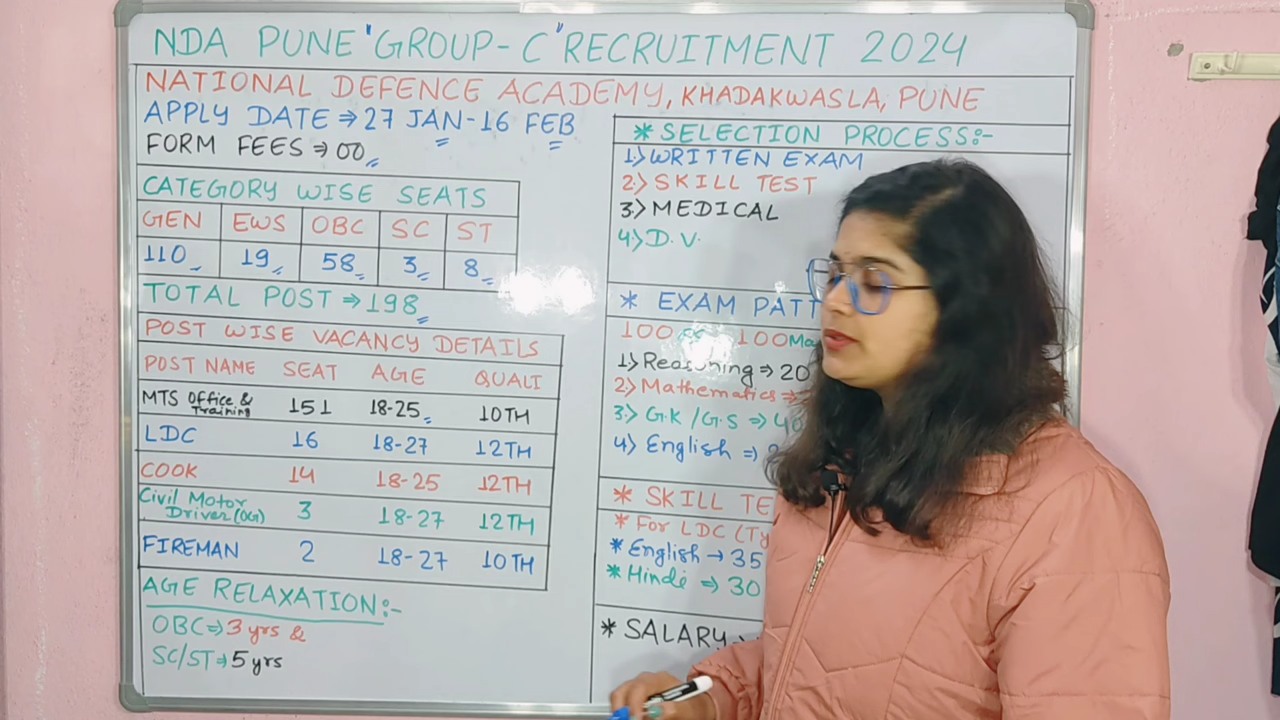 NDA PUNE "GROUP-C" RECRUITMENT 2024
NATIONAL DEFENCE ACADEMY, KHADAKWASLA, PUNE
APPLY DATE ⇒ 27 JAN-16 FEB
FORM FEES ⇒ 00
CATEGORY WISE SEATS
GEN EWS OBC SC ST
110 19 58 3 8
TOTAL POST ⇒ 198
POST WISE VACANCY DETAILS
POST NAME SEAT AGE QUALI
MTS Office & Training 151 18-25 10TH
LDC 16 18-27 12TH
COOK 14 18-25 12TH
Civil Motor Driver (OG) 3 18-27 12TH
FIREMAN 2 18-27 10TH
AGE RELAXATION:-
OBC ⇒ 3 yrs &
SC/ST ⇒ 5 yrs
* SELECTION PROCESS:-
1.> WRITTEN EXAM
2.> SKILL TEST
3.> MEDICAL
4.> D.V.
* EXAM PATT
100 100 Ma
1.> Reasoning ⇒ 20
2.> Mathematics ⇒
3.> G.K / G.S ⇒ 40
4.> English ⇒
* SKILL TE
* For LDC (Ty
* English → 35
* Hindi ⇒ 30
* SALARY